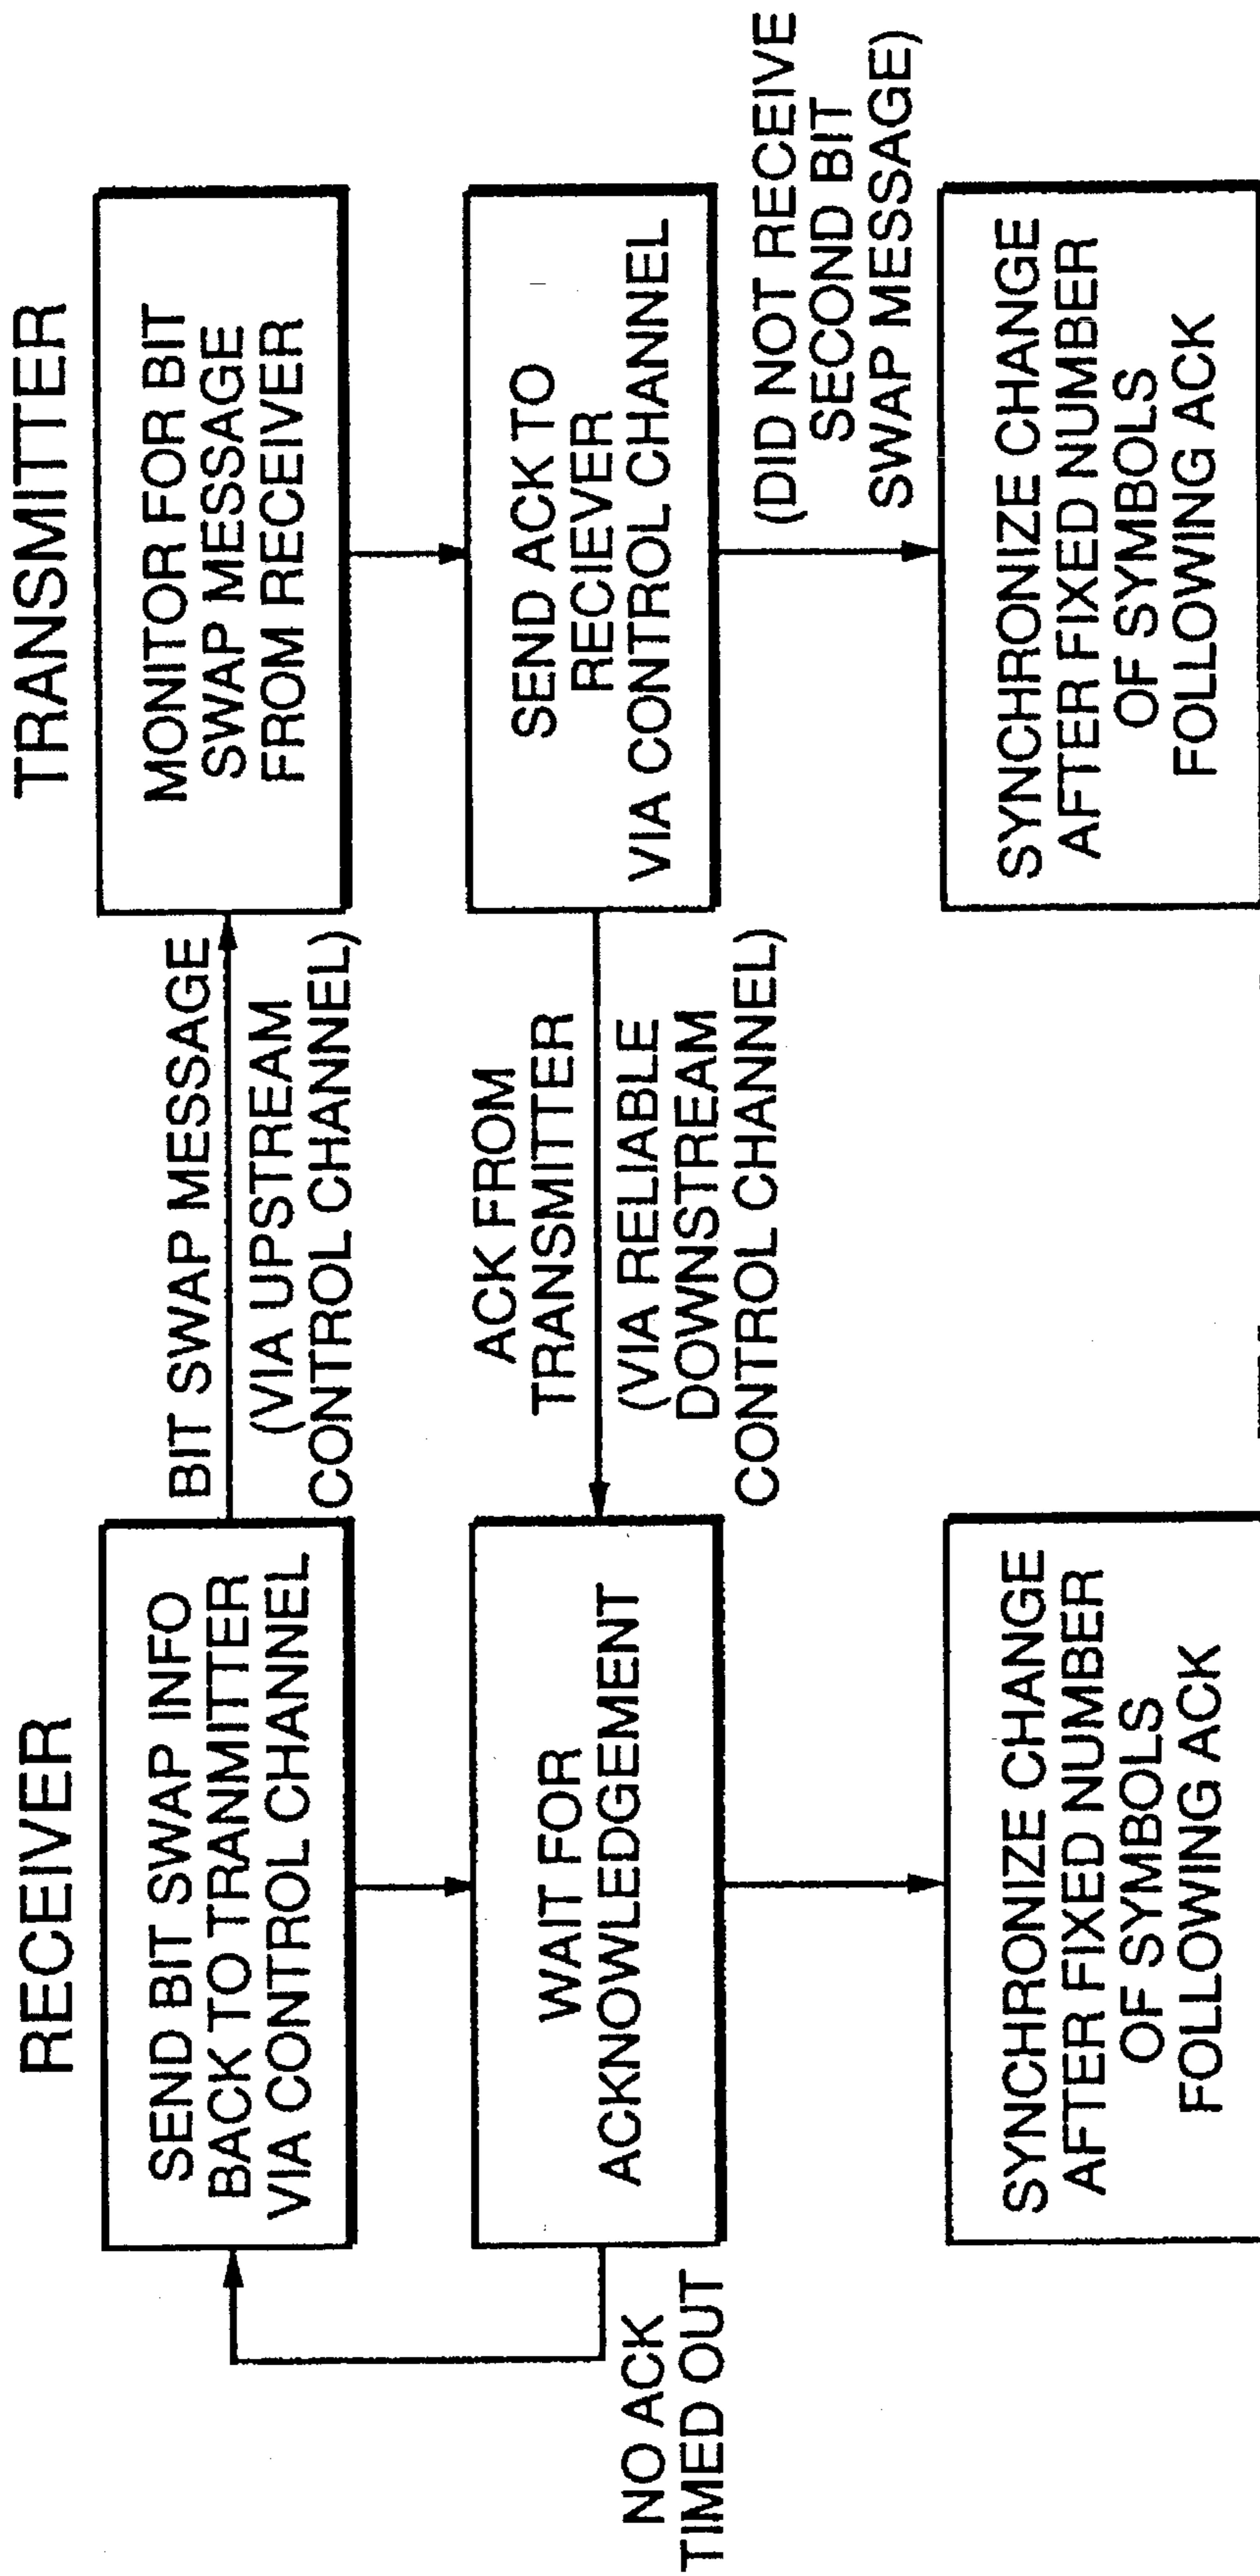 RECEIVER
SEND BIT SWAP INFO
BACK TO TRANMITTER
VIA CONTROL CHANNEL
BIT SWAP MESSAGE
(VIA UPSTREAM
CONTROL CHANNEL)
TRANSMITTER
MONITOR FOR BIT
SWAP MESSAGE
FROM RECEIVER
NO ACK
TIMED OUT
WAIT FOR
ACKNOWLEDGEMENT
ACK FROM
TRANSMITTER
(VIA RELIABLE
DOWNSTREAM
CONTROL CHANNEL)
SEND ACK TO
RECIEVER
VIA CONTROL CHANNEL
(DID NOT RECEIVE
SECOND BIT
SWAP MESSAGE)
SYNCHRONIZE CHANGE
AFTER FIXED NUMBER
OF SYMBOLS
FOLLOWING ACK
SYNCHRONIZE CHANGE
AFTER FIXED NUMBER
OF SYMBOLS
FOLLOWING ACK